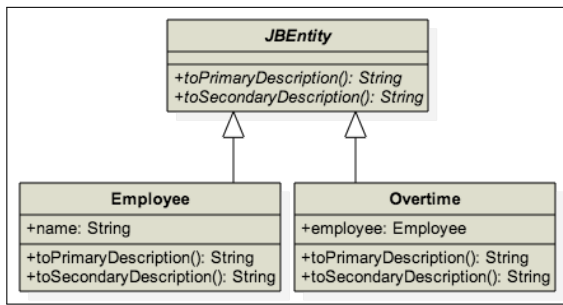 JBEntity
+toPrimaryDescription(): String
+toSecondaryDescription(): String
Employee
+name: String
+toPrimaryDescription(): String
+toSecondaryDescription(): String
Overtime
+employee: Employee
+toPrimaryDescription(): String
+toSecondaryDescription(): String